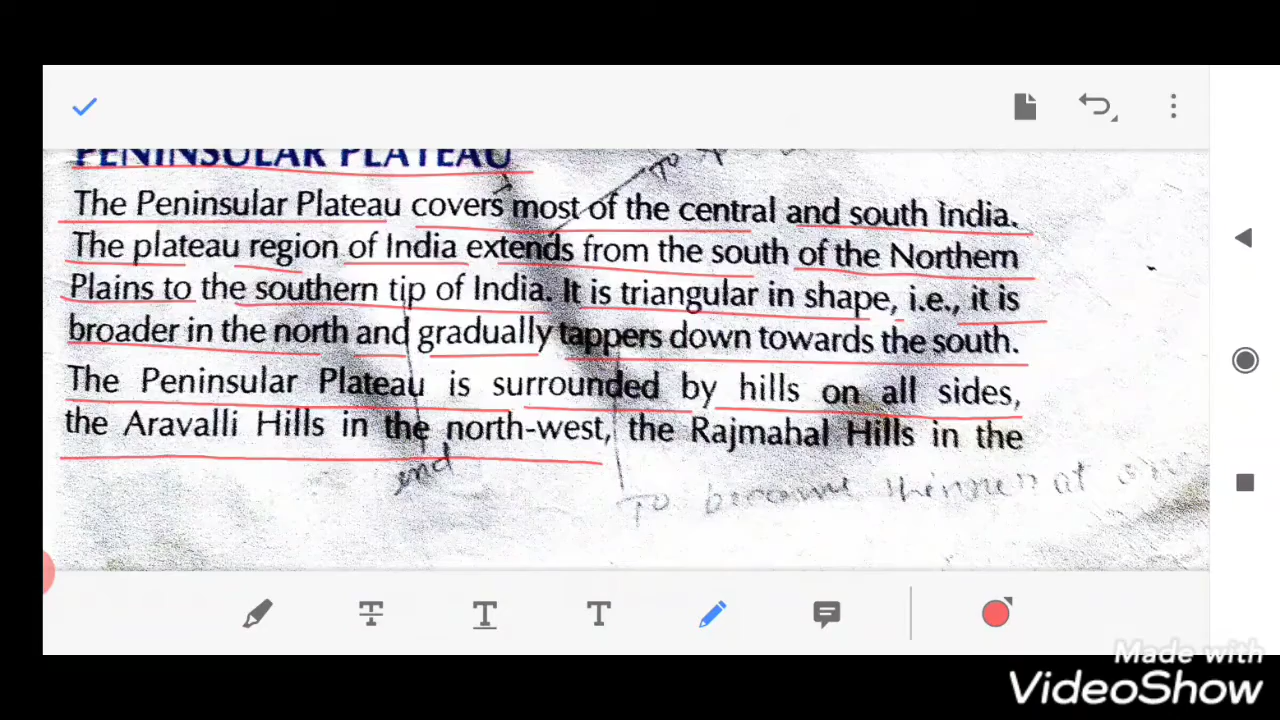 PENINSULAR PLATEAU
To
The Peninsular Plateau covers most of the central and south India.
The plateau region of India extends from the south of the Northern
Plains to the southern tip of India. It is triangular in shape, i.e., it is
broader in the north and gradually tappers down towards the south.
The Peninsular Plateau is surrounded by hills on all sides,
the Aravalli Hills in the north-west, the Rajmahal Hills in the
end
To become thinner at
Made with
VideoShow